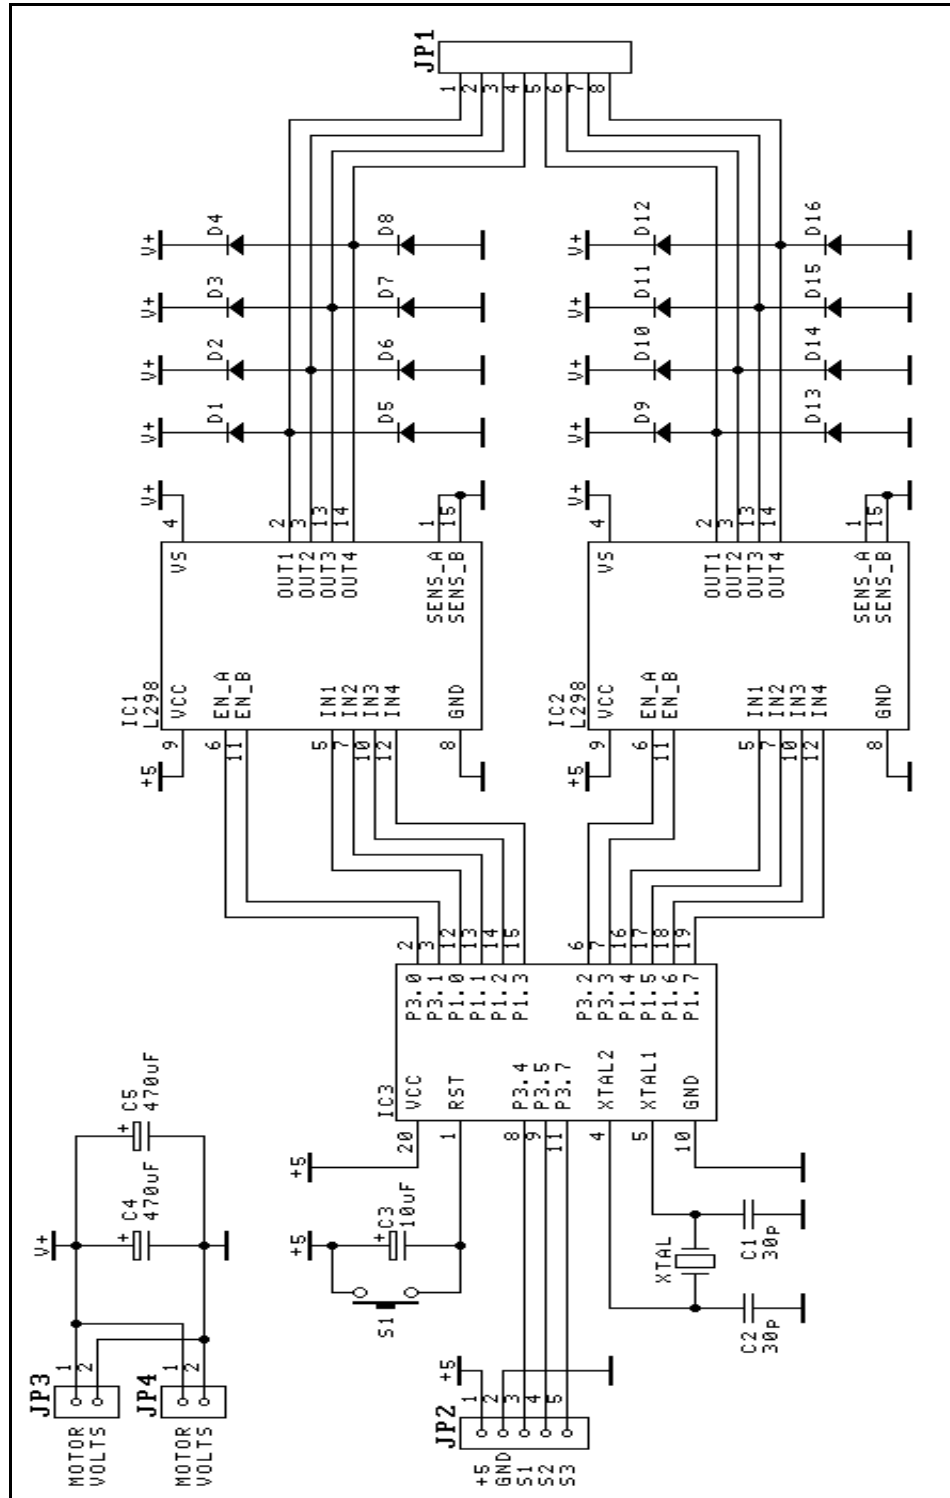 JP1
1 2 3 4 5 6 7 8
V+ D4 D8
V+ D3 D7
V+ D2 D6
V+ D1 D5
V+ D12 D16
V+ D11 D15
V+ D10 D14
V+ D9 D13
V+
4 2 3 13 14 1 15
VS OUT1 OUT2 OUT3 OUT4 SENS_A SENS_B
IC1
L298
VCC EN_A EN_B IN1 IN2 IN3 IN4 GND
9 6 11 5 7 10 12 8
+5
V+
4 2 3 13 14 1 15
VS OUT1 OUT2 OUT3 OUT4 SENS_A SENS_B
IC2
L298
VCC EN_A EN_B IN1 IN2 IN3 IN4 GND
9 6 11 5 7 10 12 8
+5
2 3 12 13 14 15 6 7 16 17 18 19
P3.0 P3.1 P1.0 P1.1 P1.2 P1.3 P3.2 P3.3 P1.4 P1.5 P1.6 P1.7
IC3
VCC RST P3.4 P3.5 P3.7 XTAL2 XTAL1 GND
20 1 8 9 11 4 5 10
+5
+5
C3
10uF
S1
XTAL
C1
30p
C2
30p
V+
C5
470uF
C4
470uF
JP3
1 2
MOTOR
VOLTS
JP4
1 2
MOTOR
VOLTS
+5
JP2
1 2 3 4 5
+5
GND
S1
S2
S3